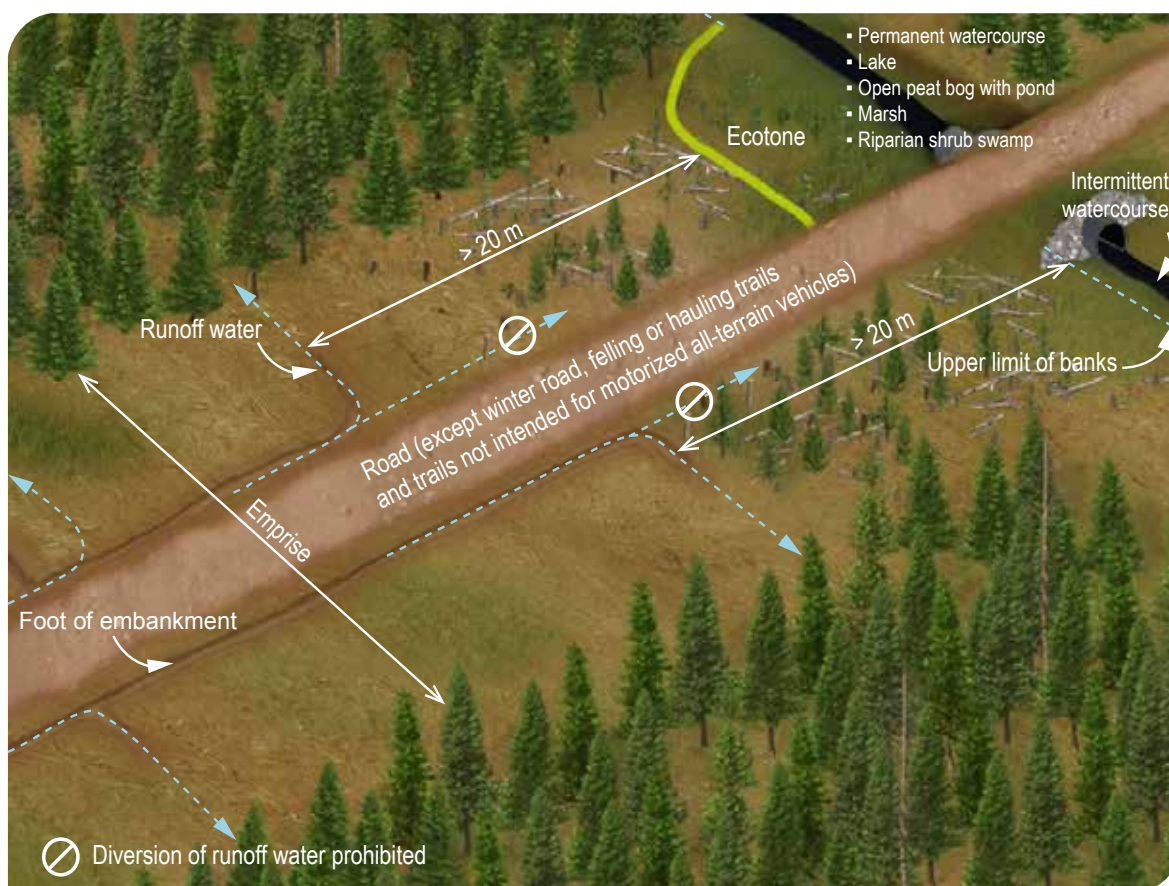 ▪ Permanent watercourse
▪ Lake
▪ Open peat bog with pond
▪ Marsh
▪ Riparian shrub swamp
Ecotone
Intermittent
watercourse
> 20 m
Runoff water
Road (except winter road, felling or hauling trails
and trails not intended for motorized all-terrain vehicles)
> 20 m
Upper limit of banks
Emprise
Foot of embankment
Diversion of runoff water prohibited